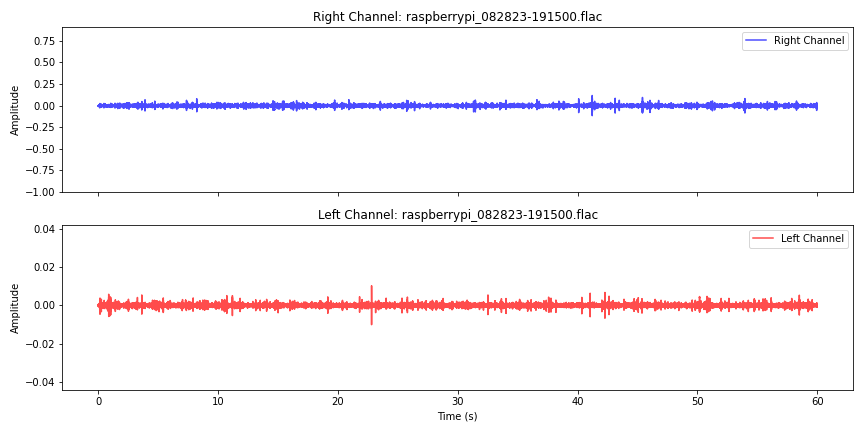 Right Channel: raspberrypi_082823-191500.flac
Right Channel
Amplitude
0.75
0.50
0.25
0.00
−0.25
−0.50
−0.75
−1.00
Left Channel: raspberrypi_082823-191500.flac
Left Channel
Amplitude
0.04
0.02
0.00
−0.02
−0.04
0 10 20 30 40 50 60
Time (s)